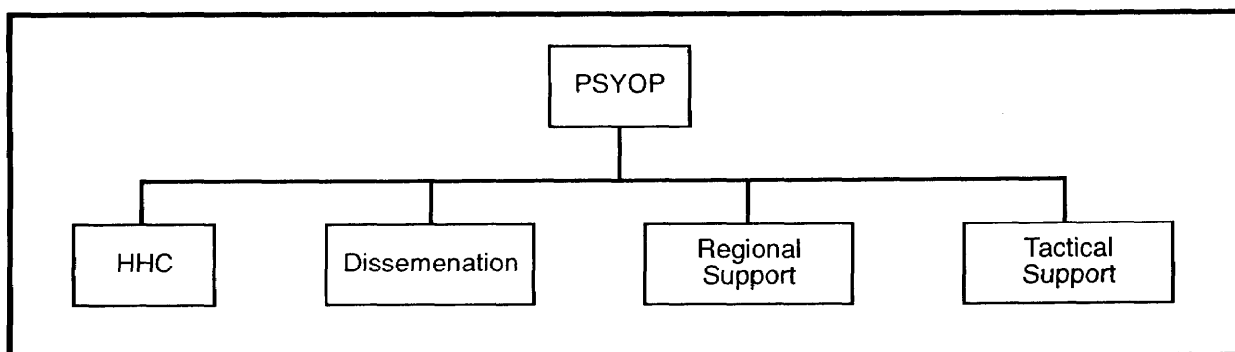 PSYOP
HHC
Dissemenation
Regional
Support
Tactical
Support